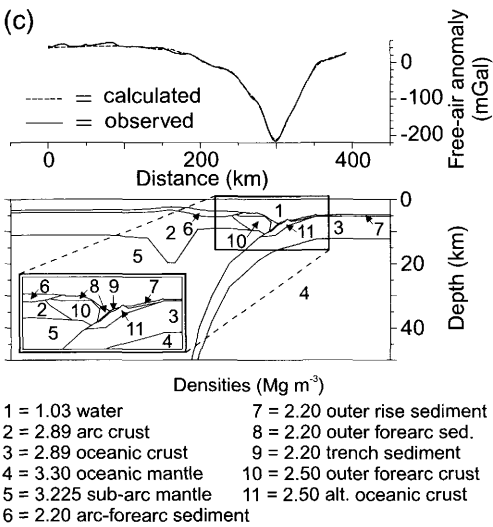 (c)
--- = calculated
— = observed
0
-100
-200
Free-air anomaly
(mGal)
0 200 400
Distance (km)
0
20
40
Depth (km)
1
2
6
10
11
3
7
5
4
6
8
9
7
2
10
11
3
5
4
Densities (Mg m⁻³)
1 = 1.03 water
2 = 2.89 arc crust
3 = 2.89 oceanic crust
4 = 3.30 oceanic mantle
5 = 3.225 sub-arc mantle
6 = 2.20 arc-forearc sediment
7 = 2.20 outer rise sediment
8 = 2.20 outer forearc sed.
9 = 2.20 trench sediment
10 = 2.50 outer forearc crust
11 = 2.50 alt. oceanic crust